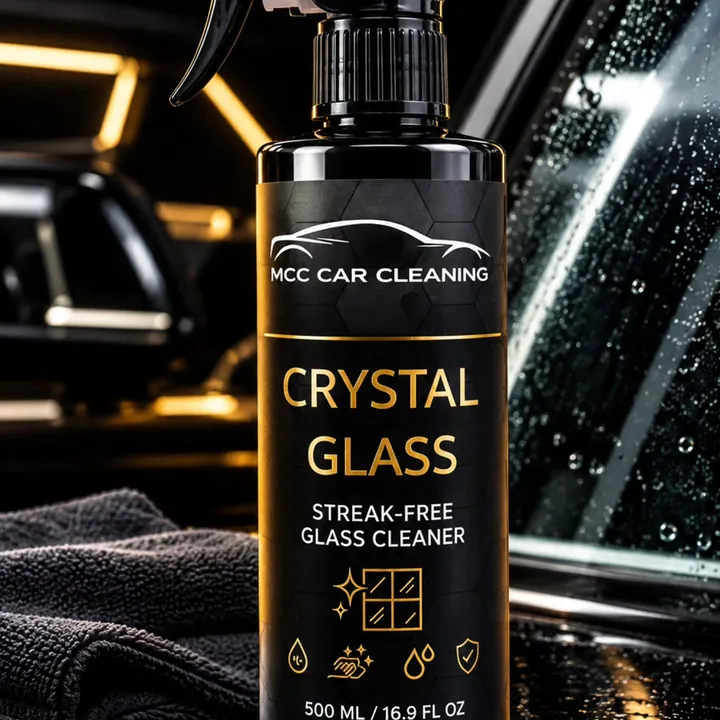 MCC CAR CLEANING
CRYSTAL
GLASS
STREAK-FREE
GLASS CLEANER
500 ML / 16.9 FL OZ